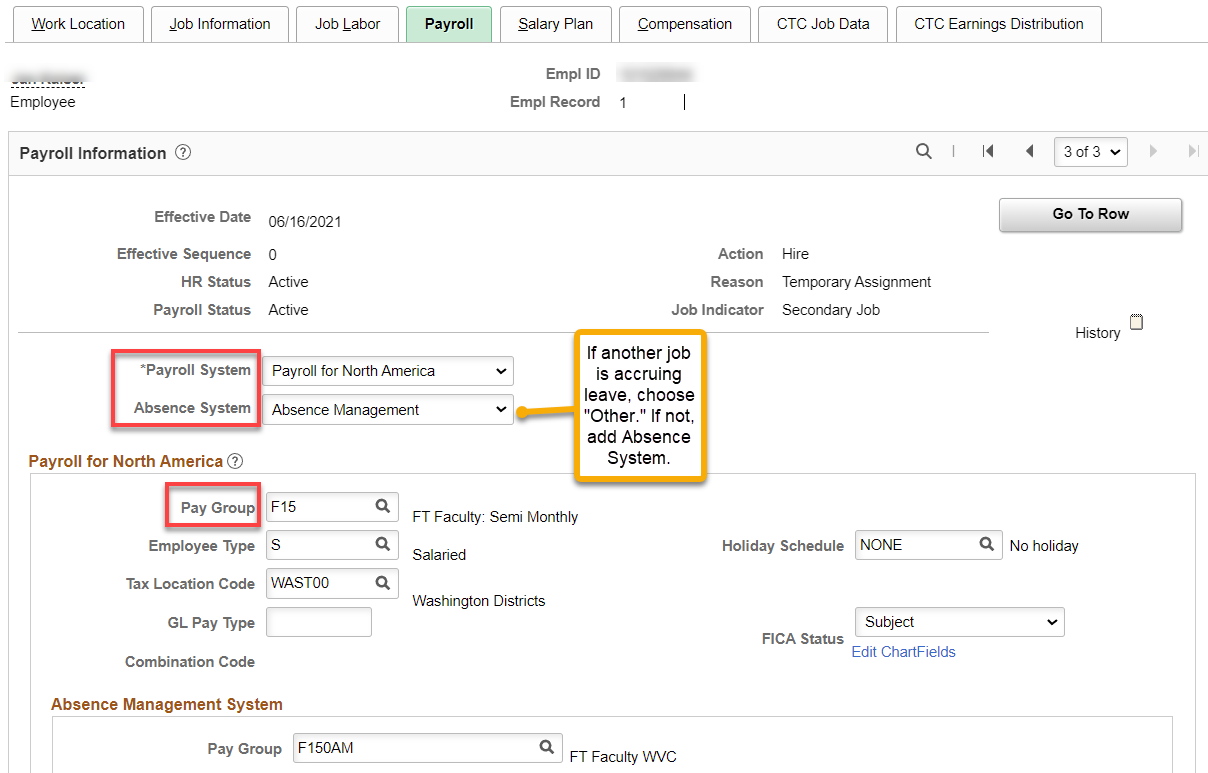 Work Location Job Information Job Labor Payroll Salary Plan Compensation CTC Job Data CTC Earnings Distribution
Empl ID
Employee
Empl Record 1
Payroll Information
3 of 3
Effective Date 06/16/2021
Go To Row
Effective Sequence 0
Action Hire
HR Status Active
Reason Temporary Assignment
Payroll Status Active
Job Indicator Secondary Job
History
*Payroll System Payroll for North America
Absence System Absence Management
If another job
is accruing
leave, choose
"Other." If not,
add Absence
System.
Payroll for North America
Pay Group F15 FT Faculty: Semi Monthly
Employee Type S Salaried
Holiday Schedule NONE No holiday
Tax Location Code WAST00 Washington Districts
GL Pay Type
FICA Status Subject
Edit ChartFields
Combination Code
Absence Management System
Pay Group F150AM FT Faculty WVC